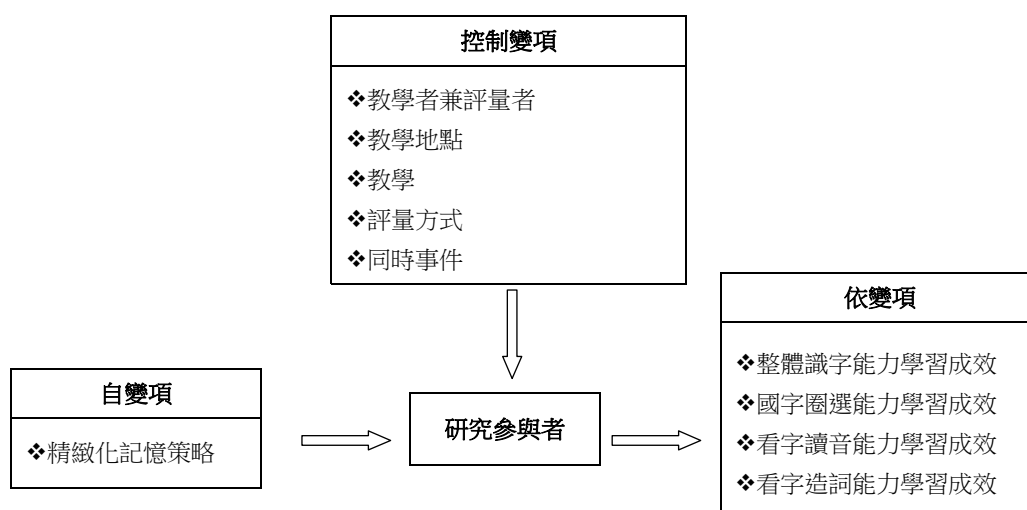 控制變項
❖教學者兼評量者
❖教學地點
❖教學
❖評量方式
❖同時事件
自變項
❖精緻化記憶策略
研究參與者
依變項
❖整體識字能力學習成效
❖國字圈選能力學習成效
❖看字讀音能力學習成效
❖看字造詞能力學習成效